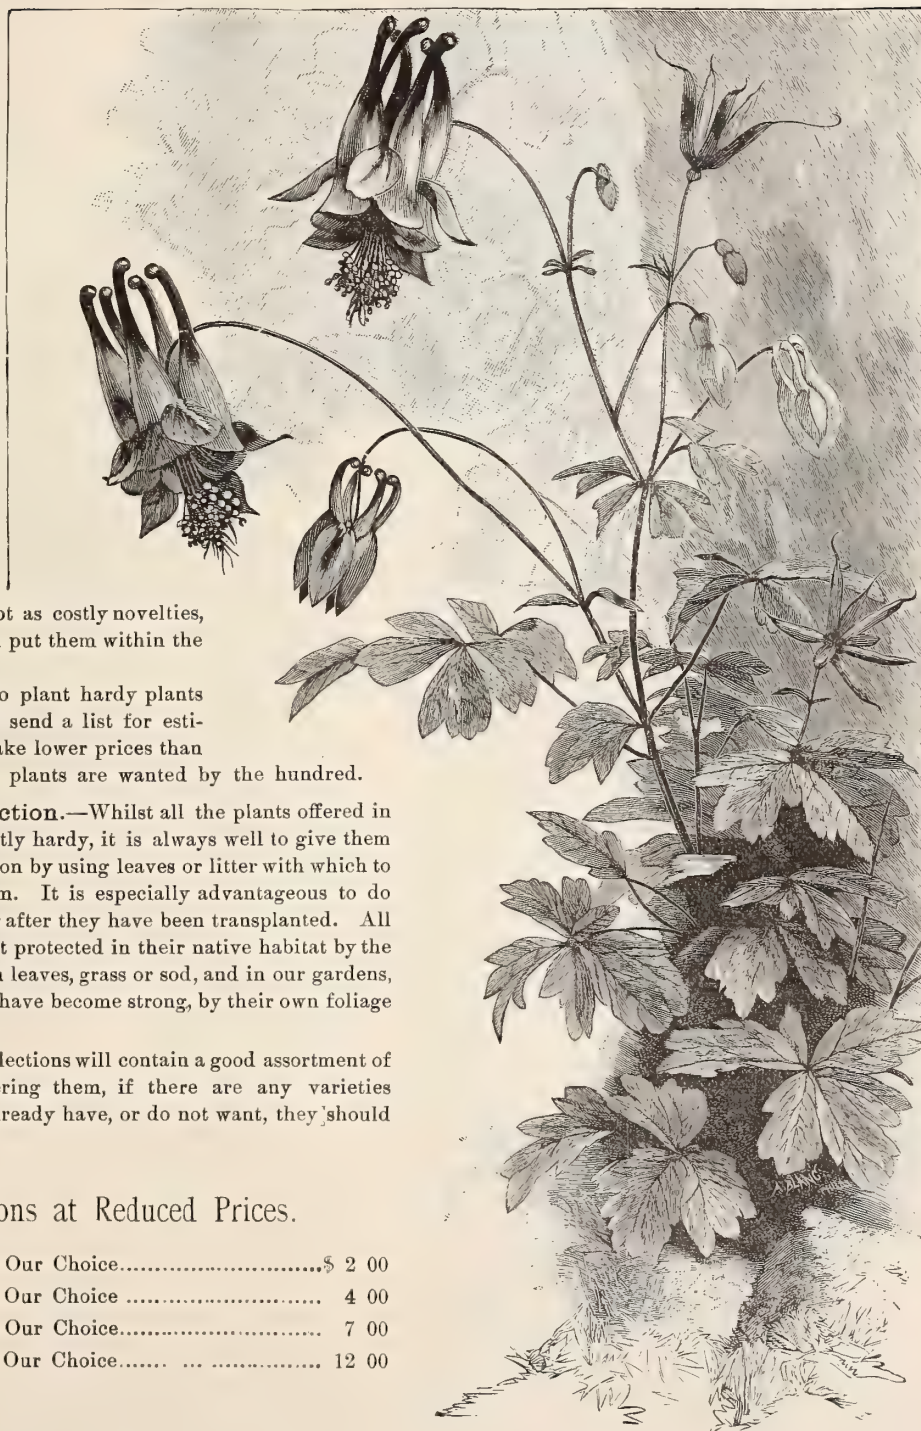 ot as costly novelties,
put them within the
o plant hardy plants
send a list for esti-
ake lower prices than
plants are wanted by the hundred.
ction.—Whilst all the plants offered in
tly hardy, it is always well to give them
on by using leaves or litter with which to
m. It is especially advantageous to do
after they have been transplanted. All
t protected in their native habitat by the
n leaves, grass or sod, and in our gardens,
have become strong, by their own foliage
lections will contain a good assortment of
ring them, if there are any varieties
ready have, or do not want, they should
ons at Reduced Prices.
Our Choice..............................$ 2 00
Our Choice ............................. 4 00
Our Choice.............................. 7 00
Our Choice....... ... ................ 12 00